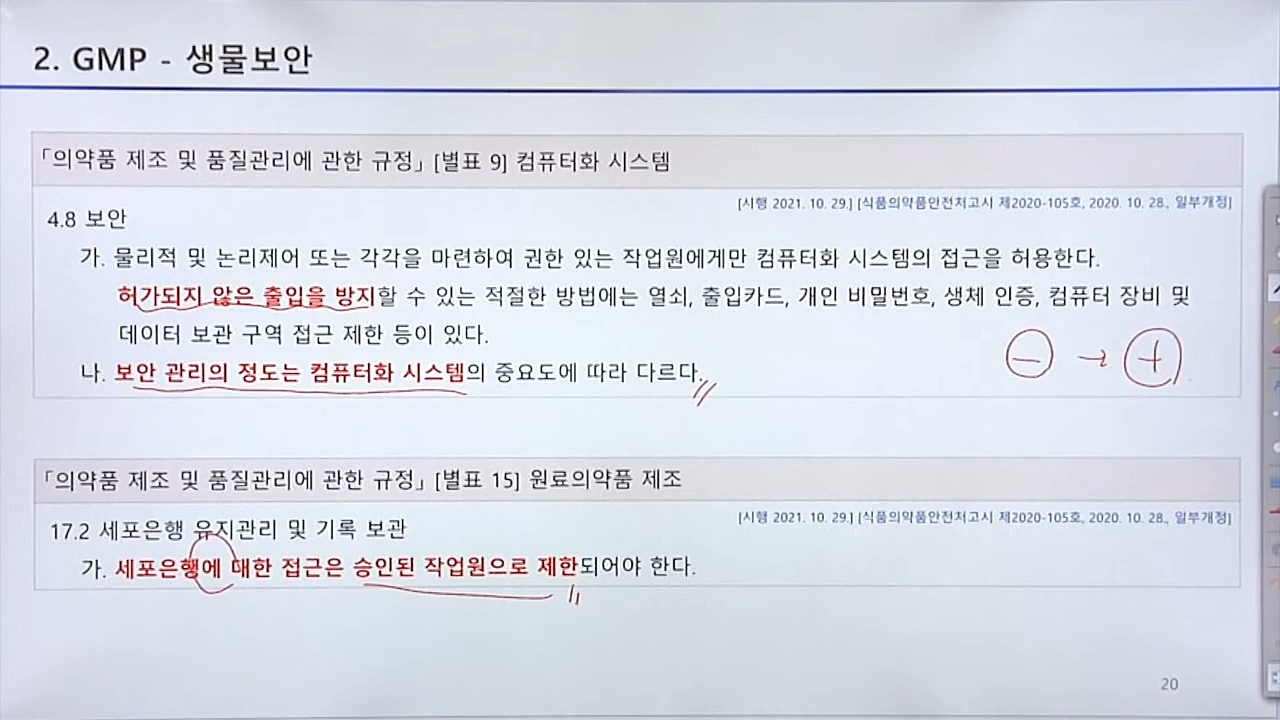 2. GMP - 생물보안
「의약품 제조 및 품질관리에 관한 규정」 [별표 9] 컴퓨터화 시스템
[시행 2021. 10. 29.] [식품의약품안전처고시 제2020-105호, 2020. 10. 28., 일부개정]
4.8 보안
가. 물리적 및 논리제어 또는 각각을 마련하여 권한 있는 작업원에게만 컴퓨터화 시스템의 접근을 허용한다.
허가되지 않은 출입을 방지할 수 있는 적절한 방법에는 열쇠, 출입카드, 개인 비밀번호, 생체 인증, 컴퓨터 장비 및
데이터 보관 구역 접근 제한 등이 있다.
나. 보안 관리의 정도는 컴퓨터화 시스템의 중요도에 따라 다르다.
- → +
「의약품 제조 및 품질관리에 관한 규정」 [별표 15] 원료의약품 제조
[시행 2021. 10. 29.] [식품의약품안전처고시 제2020-105호, 2020. 10. 28., 일부개정]
17.2 세포은행 유지관리 및 기록 보관
가. 세포은행에 대한 접근은 승인된 작업원으로 제한되어야 한다.
20